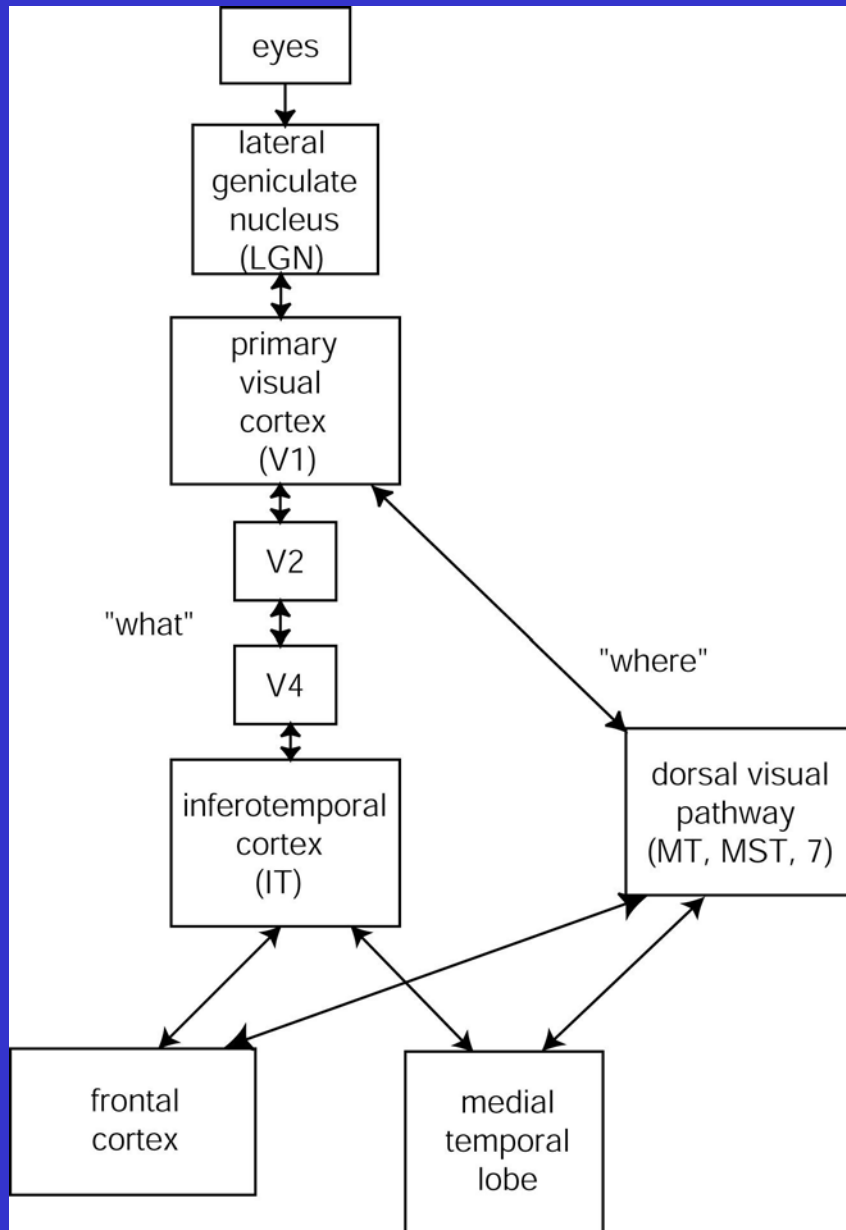 eyes
lateral
geniculate
nucleus
(LGN)
primary
visual
cortex
(V1)
V2
"what"
"where"
V4
dorsal visual
pathway
(MT, MST, 7)
inferotemporal
cortex
(IT)
frontal
cortex
medial
temporal
lobe